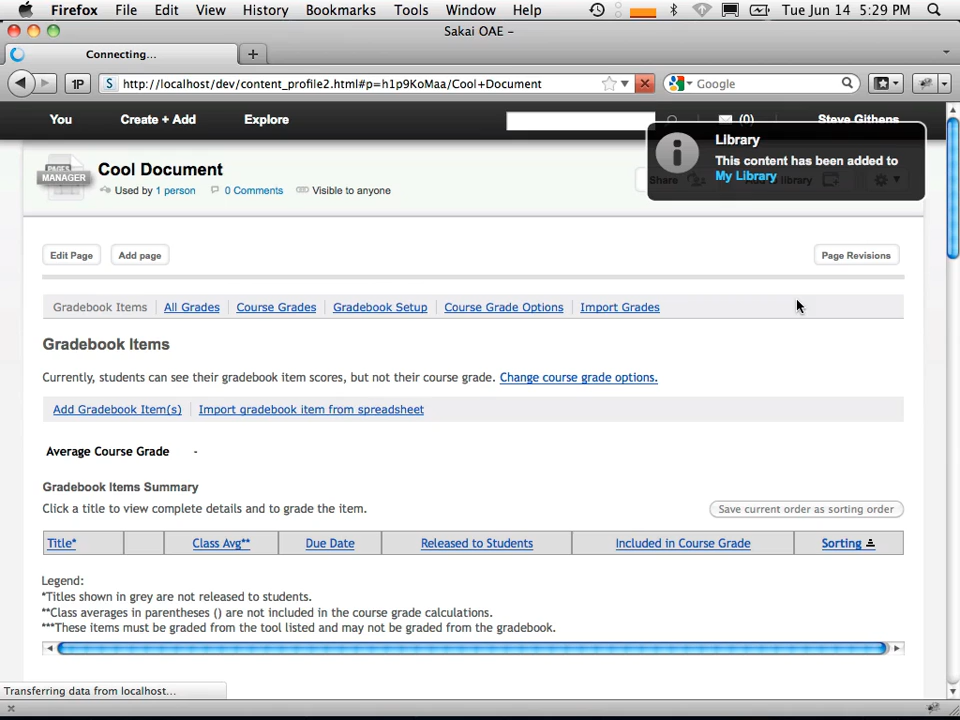 Firefox File Edit View History Bookmarks Tools Window Help Tue Jun 14 5:29 PM
Sakai OAE -
Connecting...
1P S http://localhost/dev/content_profile2.html#p=h1p9KoMaa/Cool+Document Google
You Create + Add Explore (0) Steve Githens
Library
This content has been added to
My Library
Cool Document
PAGES
MANAGER
Used by 1 person 0 Comments Visible to anyone
Share Add to library
Edit Page Add page Page Revisions
Gradebook Items All Grades Course Grades Gradebook Setup Course Grade Options Import Grades
Gradebook Items
Currently, students can see their gradebook item scores, but not their course grade. Change course grade options.
Add Gradebook Item(s) Import gradebook item from spreadsheet
Average Course Grade -
Gradebook Items Summary
Click a title to view complete details and to grade the item. Save current order as sorting order
Title* Class Avg** Due Date Released to Students Included in Course Grade Sorting
Legend:
*Titles shown in grey are not released to students.
**Class averages in parentheses () are not included in the course grade calculations.
***These items must be graded from the tool listed and may not be graded from the gradebook.
Transferring data from localhost...